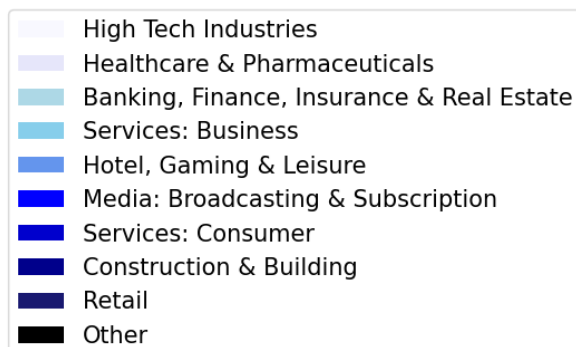 High Tech Industries
Healthcare & Pharmaceuticals
Banking, Finance, Insurance & Real Estate
Services: Business
Hotel, Gaming & Leisure
Media: Broadcasting & Subscription
Services: Consumer
Construction & Building
Retail
Other